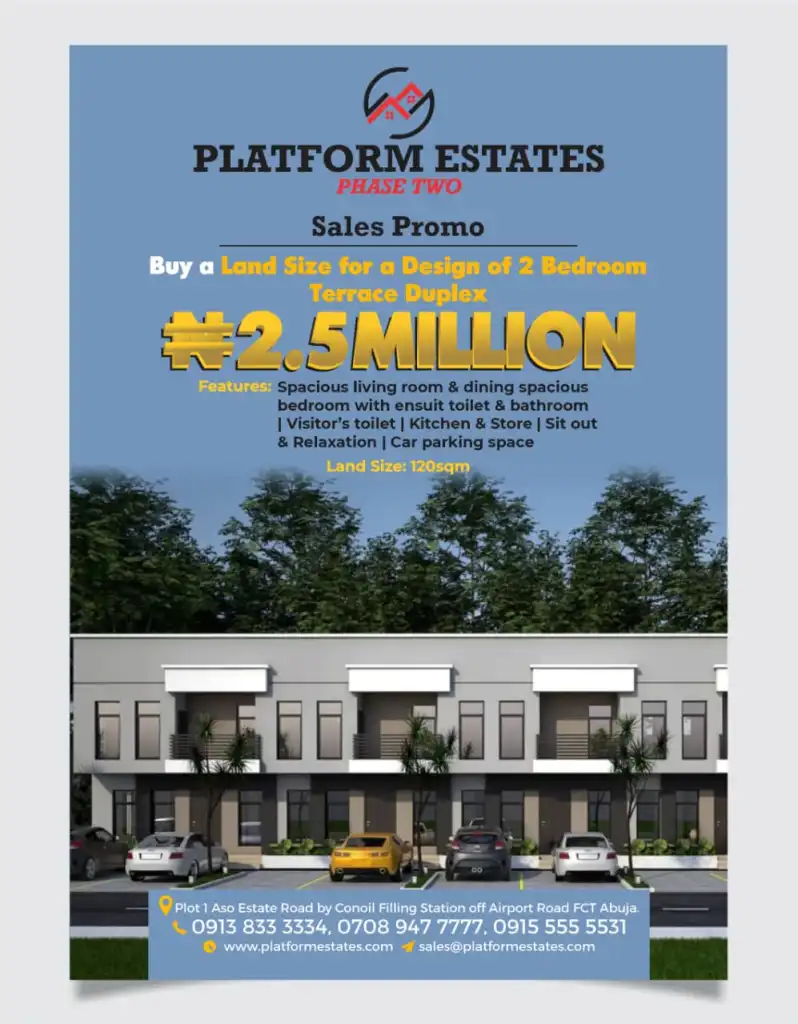 PLATFORM ESTATES
PHASE TWO
Sales Promo
Buy a Land Size for a Design of 2 Bedroom
Terrace Duplex
₦2.5MILLION
Features: Spacious living room & dining spacious
bedroom with ensuit toilet & bathroom
| Visitor's toilet | Kitchen & Store | Sit out
& Relaxation | Car parking space
Land Size: 120sqm
Plot 1 Aso Estate Road by Conoil Filling Station off Airport Road FCT Abuja.
0913 833 3334, 0708 947 7777, 0915 555 5531
www.platformestates.com sales@platformestates.com